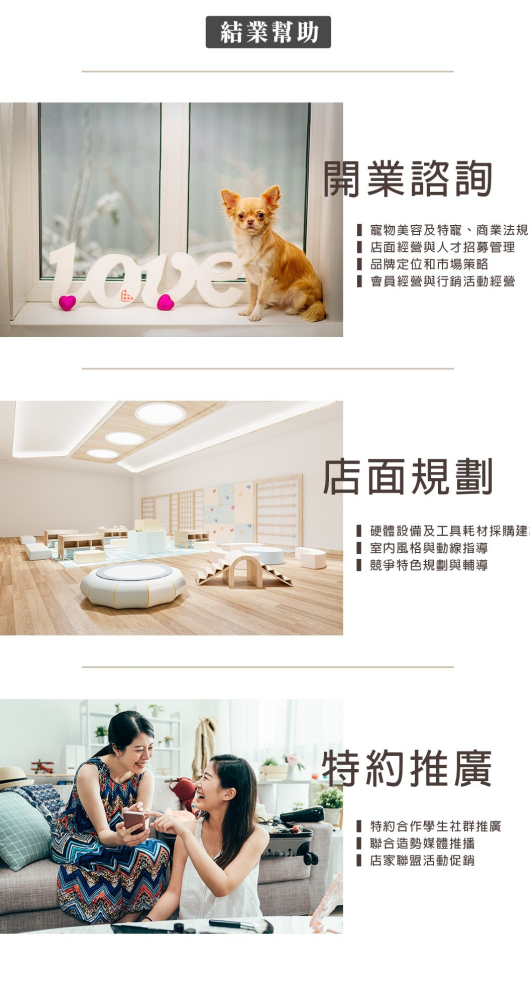 結業幫助
love
開業諮詢
寵物美容及特寵、商業法規
店面經營與人才招募管理
品牌定位和市場策略
會員經營與行銷活動經營
店面規劃
硬體設備及工具耗材採購建
室內風格與動線指導
競爭特色規劃與輔導
特約推廣
特約合作學生社群推廣
聯合造勢媒體推播
店家聯盟活動促銷